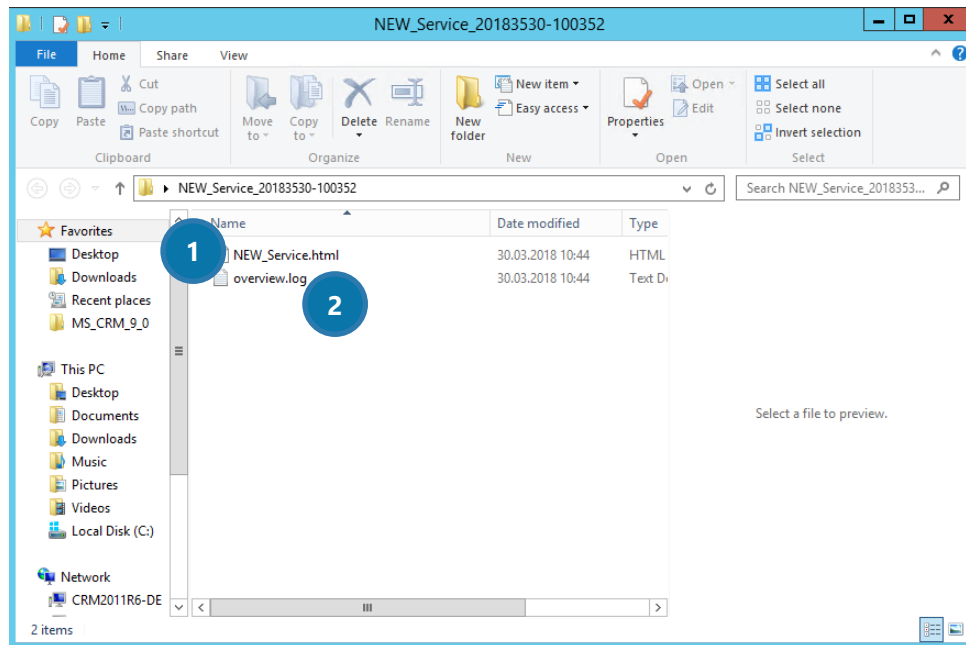 NEW_Service_20183530-100352
File Home Share View
Copy
Paste
Cut
Copy path
Paste shortcut
Clipboard
Move to
Copy to
Delete Rename
Organize
New folder
New item
Easy access
New
Properties
Open
Edit
Open
Select all
Select none
Invert selection
Select
NEW_Service_20183530-100352
Search NEW_Service_2018353...
Name Date modified Type
1 NEW_Service.html 30.03.2018 10:44 HTML
overview.log 30.03.2018 10:44 Text
2
Favorites
Desktop
Downloads
Recent places
MS_CRM_9_0
This PC
Desktop
Documents
Downloads
Music
Pictures
Videos
Local Disk (C:)
Network
CRM2011R6-DE
Select a file to preview.
2 items